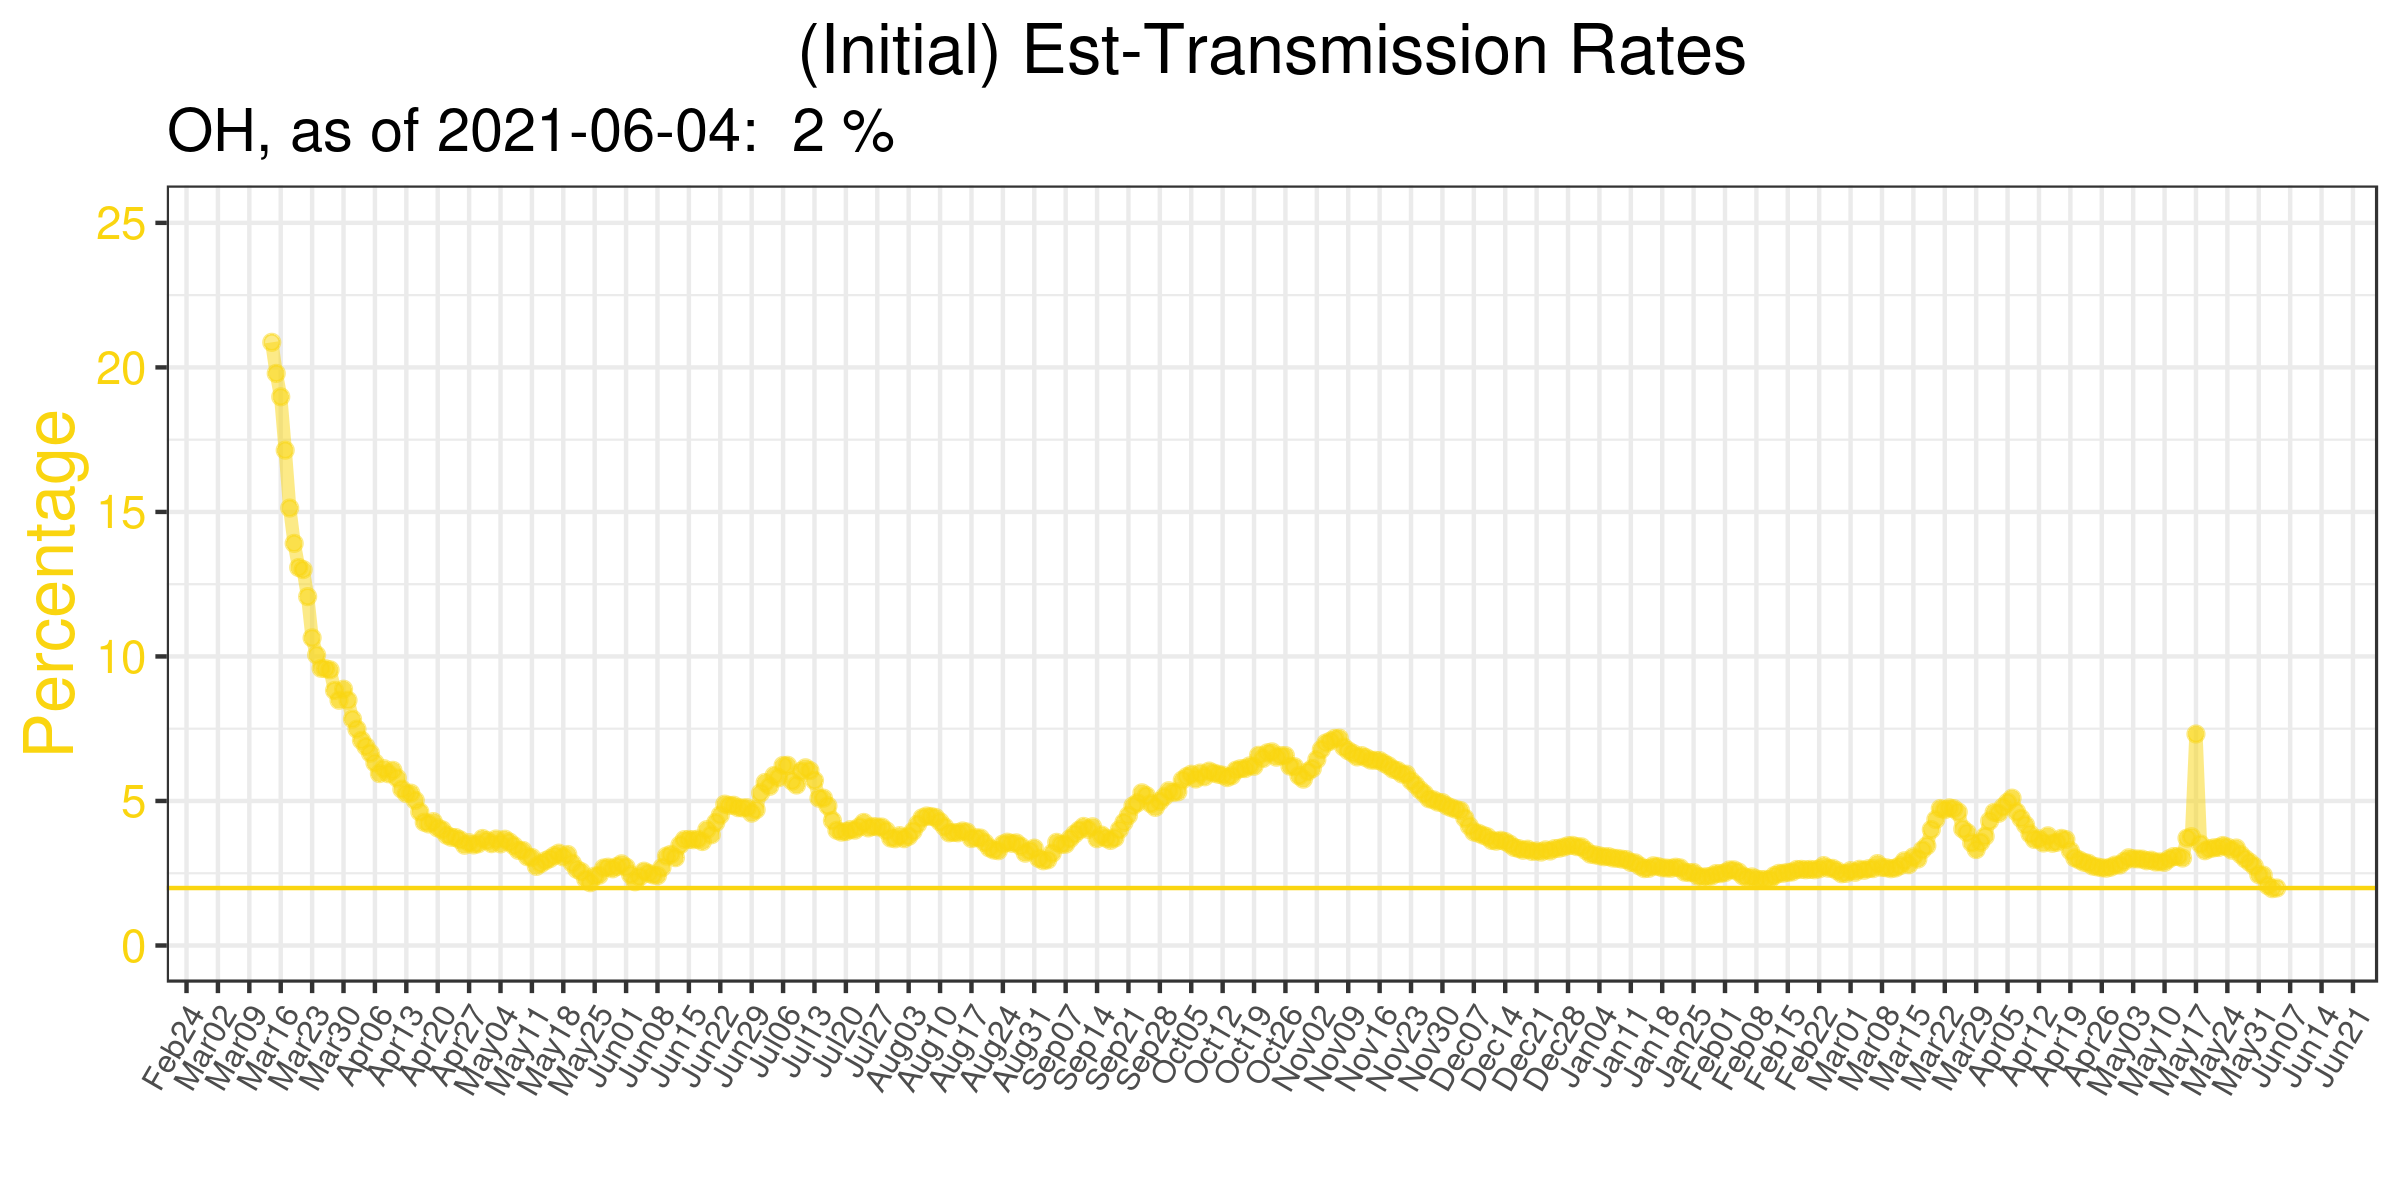 (Initial) Est-Transmission Rates
OH, as of 2021-06-04:  2 %
Percentage
25
20
15
10
5
0
Feb24
Mar02
Mar09
Mar16
Mar23
Mar30
Apr06
Apr13
Apr20
Apr27
May04
May11
May18
May25
Jun01
Jun08
Jun15
Jun22
Jun29
Jul06
Jul13
Jul20
Jul27
Aug03
Aug10
Aug17
Aug24
Aug31
Sep07
Sep14
Sep21
Sep28
Oct05
Oct12
Oct19
Oct26
Nov02
Nov09
Nov16
Nov23
Nov30
Dec07
Dec14
Dec21
Dec28
Jan04
Jan11
Jan18
Jan25
Feb01
Feb08
Feb15
Feb22
Mar01
Mar08
Mar15
Mar22
Mar29
Apr05
Apr12
Apr19
Apr26
May03
May10
May17
May24
May31
Jun07
Jun14
Jun21